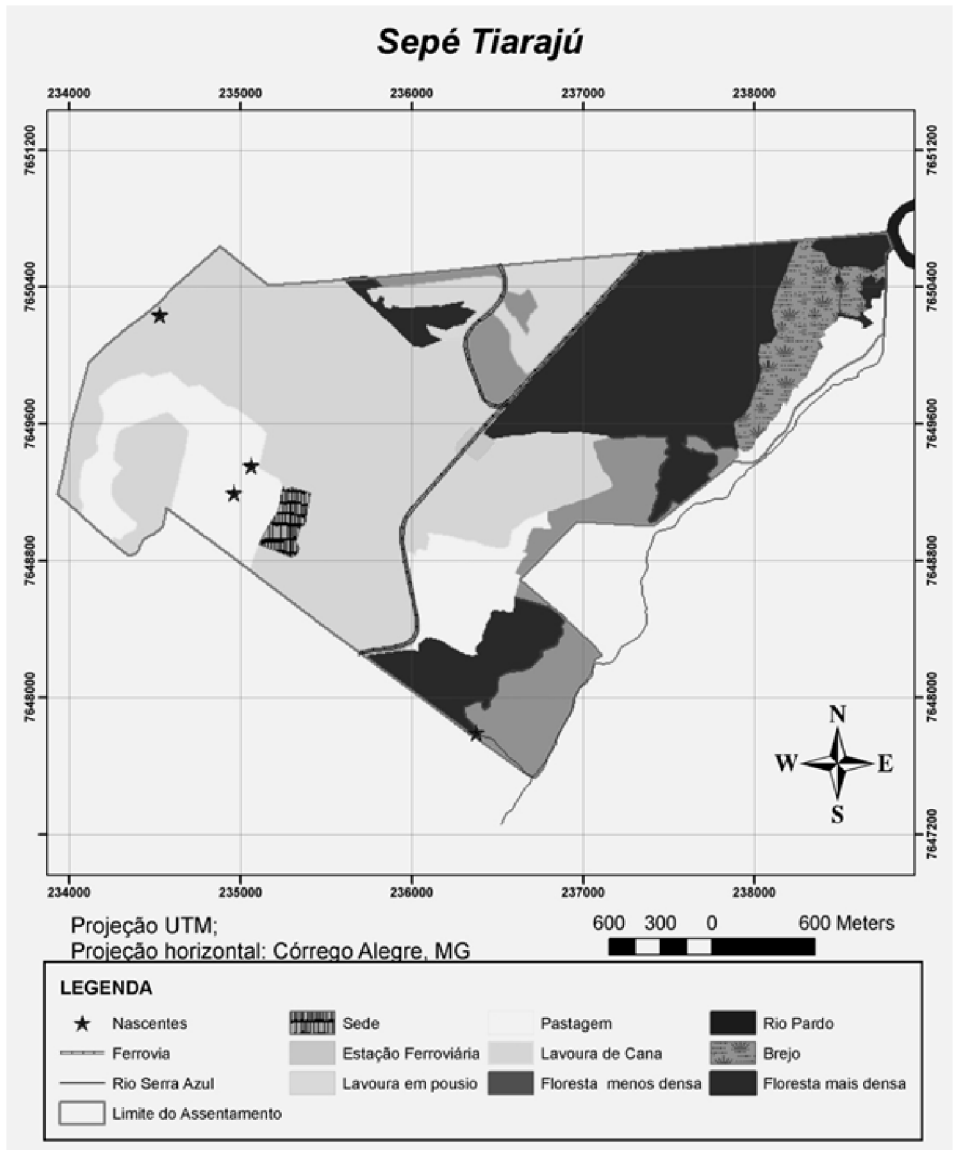 Sepé Tiarajú
234000 235000 236000 237000 238000
7651200 7651200
7650400 7650400
7649600 7649600
7648800 7648800
7648000 7648000
7647200
N
W E
S
234000 235000 236000 237000 238000
Projeção UTM;
Projeção horizontal: Córrego Alegre, MG
600 300 0 600 Meters
LEGENDA
Nascentes Sede Pastagem Rio Pardo
Ferrovia Estação Ferroviária Lavoura de Cana Brejo
Rio Serra Azul Lavoura em pousio Floresta menos densa Floresta mais densa
Limite do Assentamento